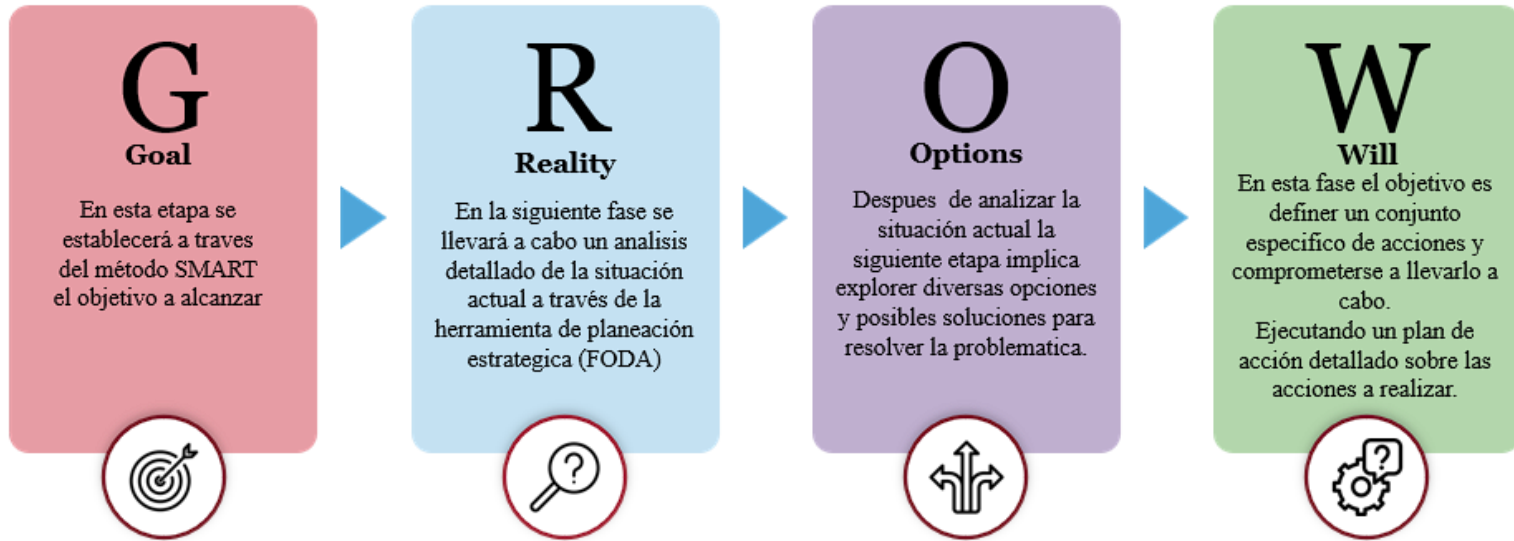 G
Goal
En esta etapa se
establecerá a traves
del método SMART
el objetivo a alcanzar
R
Reality
En la siguiente fase se
llevará a cabo un analisis
detallado de la situación
actual a través de la
herramienta de planeación
estrategica (FODA)
?
O
Options
Despues de analizar la
situación actual la
siguiente etapa implica
explorer diversas opciones
y posibles soluciones para
resolver la problematica.
W
Will
En esta fase el objetivo es
definer un conjunto
especifico de acciones y
comprometerse a llevarlo a
cabo.
Ejecutando un plan de
acción detallado sobre las
acciones a realizar.
?